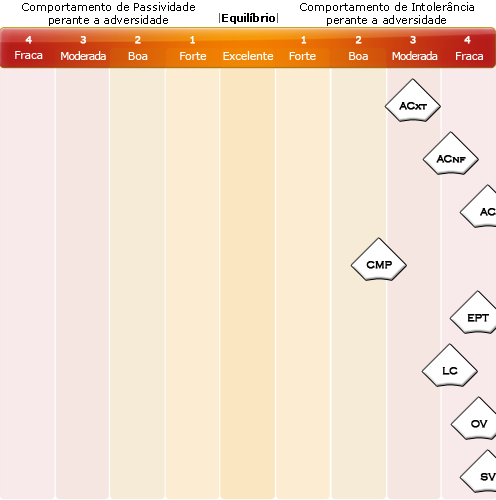 Comportamento de Passividade
perante a adversidade
|Equilíbrio|
Comportamento de Intolerância
perante a adversidade
4 3 2 1 1 2 3 4
Fraca Moderada Boa Forte Excelente Forte Boa Moderada Fraca
ACXT
ACNF
AC
CMP
EPT
LC
OV
SV